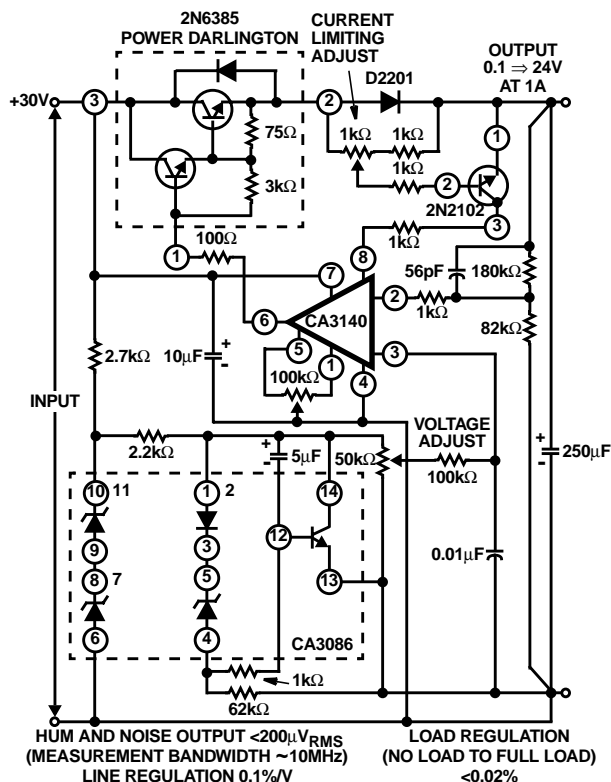 2N6385
POWER DARLINGTON
CURRENT
LIMITING
ADJUST
OUTPUT
0.1 ⇒ 24V
AT 1A
D2201
+30V
3
2
1
75Ω
1kΩ
1kΩ
1kΩ
3kΩ
2
2N2102
3
1
100Ω
8
1kΩ
56pF
180kΩ
7
6
CA3140
2
1kΩ
82kΩ
5
1
3
4
2.7kΩ
10μF
+
-
100kΩ
INPUT
VOLTAGE
ADJUST
2.2kΩ
+
-
5μF
50kΩ
100kΩ
+
-
250μF
10
11
1
2
14
12
9
3
0.01μF
8
7
5
13
6
4
CA3086
1kΩ
62kΩ
HUM AND NOISE OUTPUT <200μVRMS
(MEASUREMENT BANDWIDTH ~10MHz)
LINE REGULATION 0.1%/V
LOAD REGULATION
(NO LOAD TO FULL LOAD)
<0.02%